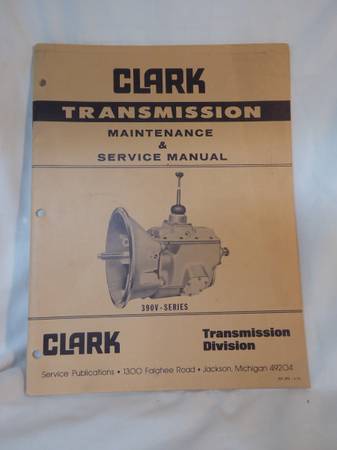 CLARK
TRANSMISSION
MAINTENANCE
&
SERVICE MANUAL
390V-SERIES
CLARK
Transmission
Division
Service Publications • 1300 Falahee Road • Jackson, Michigan 49204